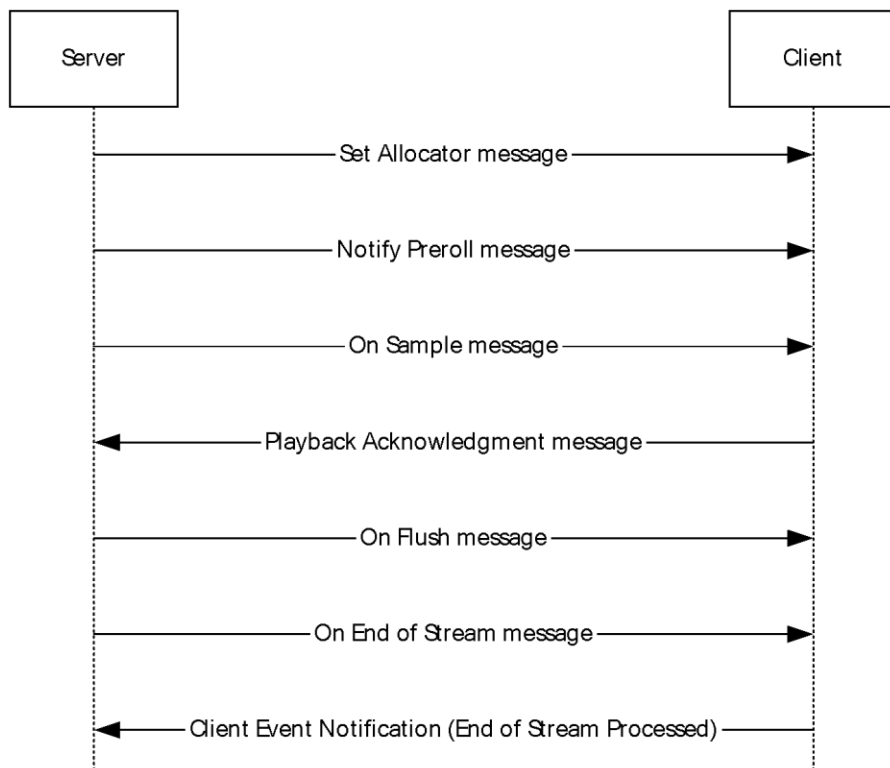 Server
Client
Set Allocator message
Notify Preroll message
On Sample message
Playback Acknowledgment message
On Flush message
On End of Stream message
Client Event Notification (End of Stream Processed)